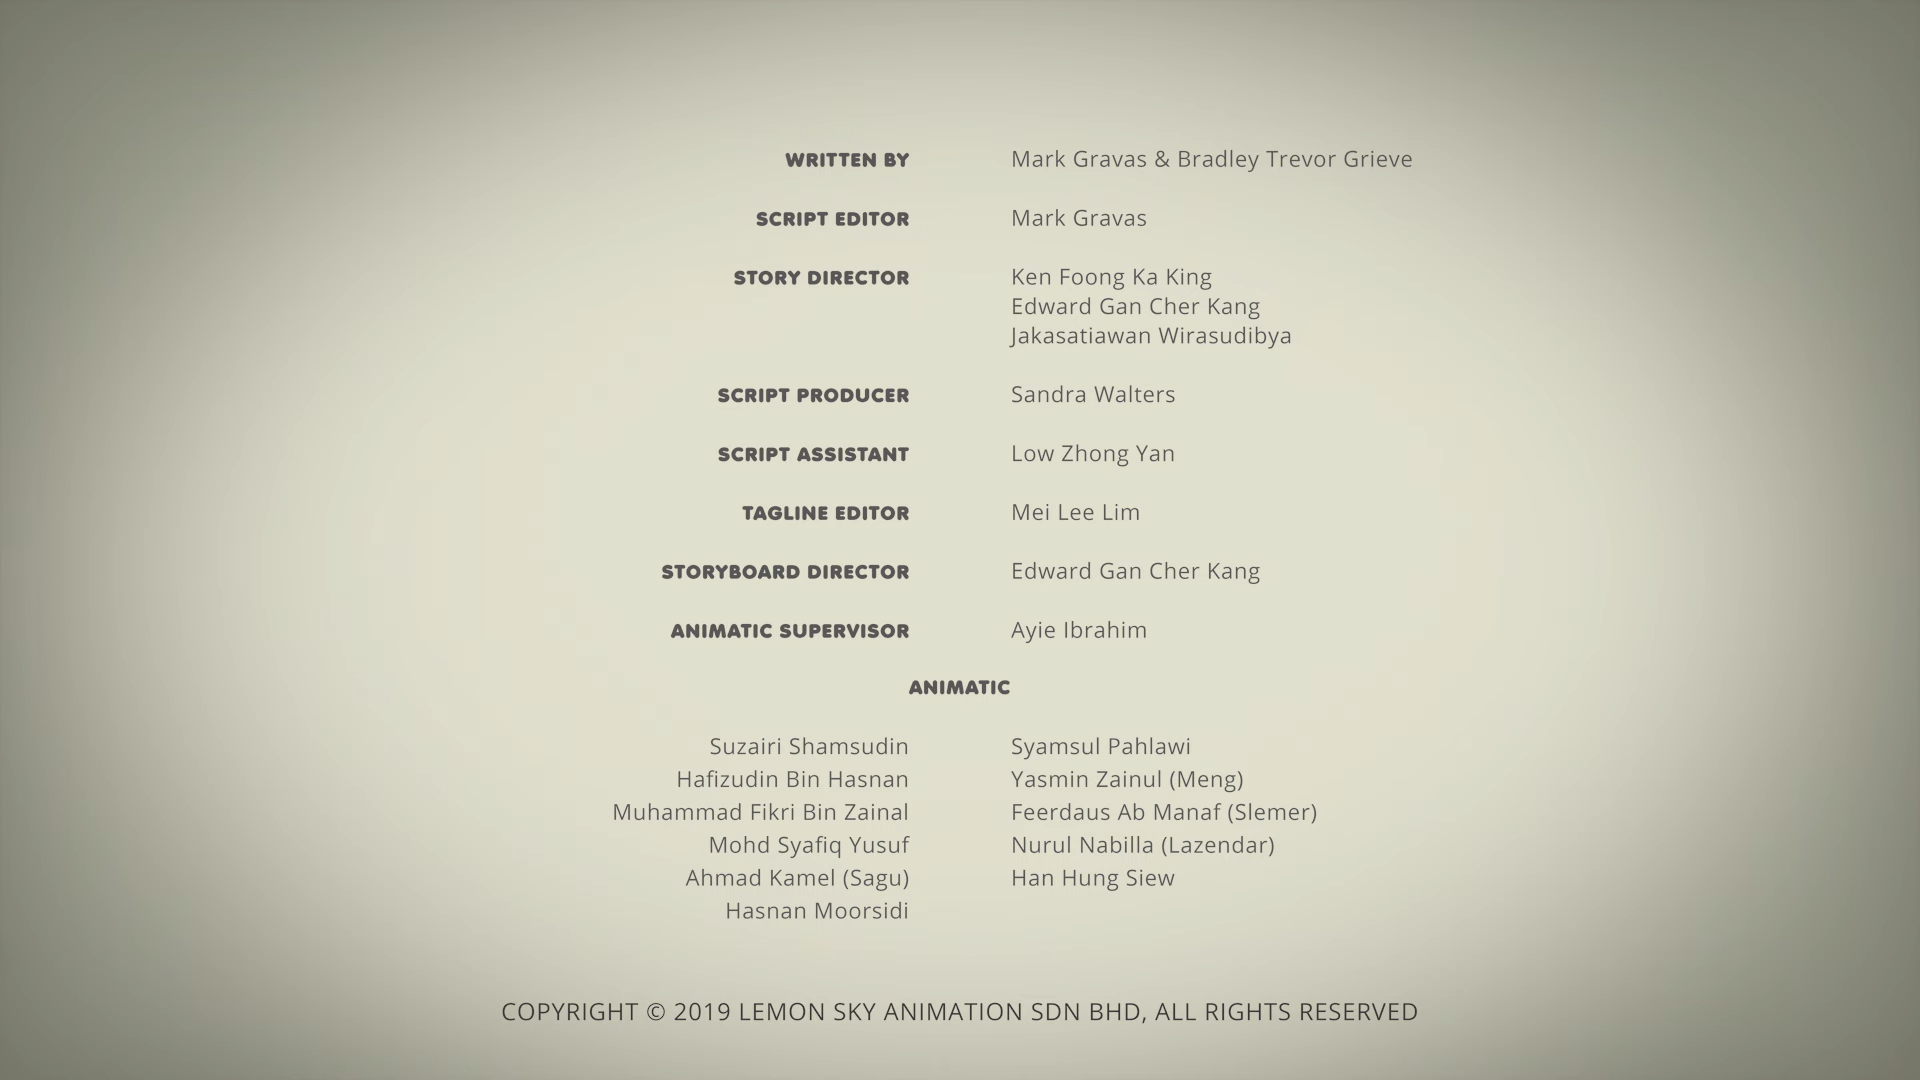 WRITTEN BY Mark Gravas & Bradley Trevor Grieve
SCRIPT EDITOR Mark Gravas
STORY DIRECTOR Ken Foong Ka King
Edward Gan Cher Kang
Jakasatiawan Wirasudibya
SCRIPT PRODUCER Sandra Walters
SCRIPT ASSISTANT Low Zhong Yan
TAGLINE EDITOR Mei Lee Lim
STORYBOARD DIRECTOR Edward Gan Cher Kang
ANIMATIC SUPERVISOR Ayie Ibrahim
ANIMATIC
Suzairi Shamsudin Syamsul Pahlawi
Hafizudin Bin Hasnan Yasmin Zainul (Meng)
Muhammad Fikri Bin Zainal Feerdaus Ab Manaf (Slemer)
Mohd Syafiq Yusuf Nurul Nabilla (Lazendar)
Ahmad Kamel (Sagu) Han Hung Siew
Hasnan Moorsidi
COPYRIGHT © 2019 LEMON SKY ANIMATION SDN BHD, ALL RIGHTS RESERVED